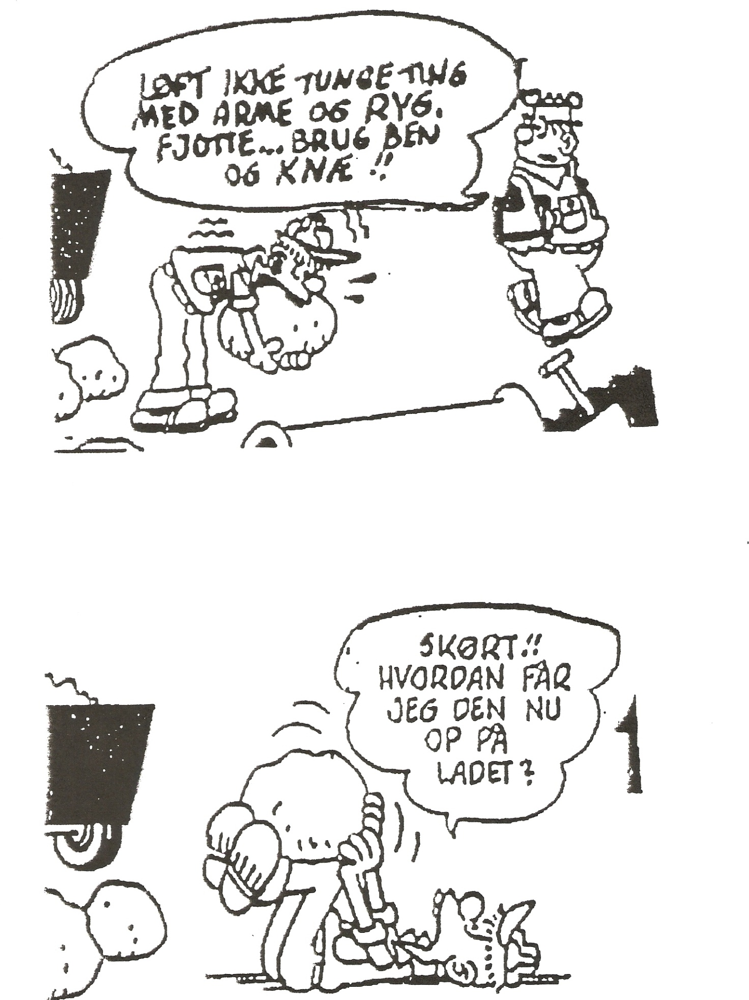 LØFT IKKE TUNGE TING
MED ARME OG RYG.
FJOTTE... BRUG BEN
OG KNÆ!!
SKØRT!!
HVORDAN FÅR
JEG DEN NU
OP PÅ
LADET?